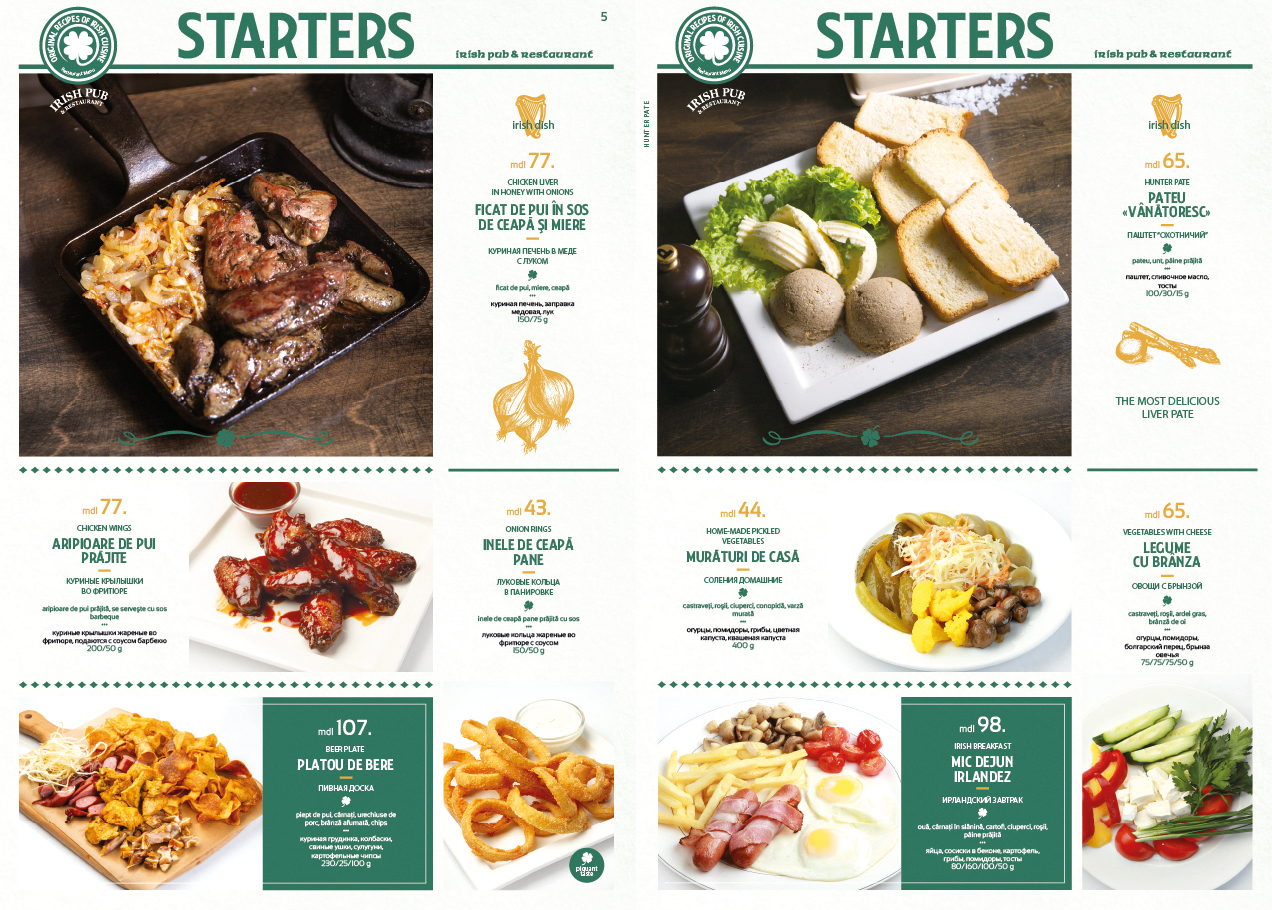 STARTERS
5
ORIGINAL RECIPES OF IRISH CUISINE
Restaurant Menu
IRISH PUB
& RESTAURANT
irish pub & restaurant
irish dish
mdl 77.
CHICKEN LIVER
IN HONEY WITH ONIONS
FICAT DE PUI ÎN SOS
DE CEAPĂ ȘI MIERE
КУРИНАЯ ПЕЧЕНЬ В МЕДЕ
С ЛУКОМ
ficat de pui, miere, ceapă
***
куриная печень, заправка
медовая, лук
150/75 g
mdl 77.
CHICKEN WINGS
ARIPIOARE DE PUI
PRĂJITE
КУРИНЫЕ КРЫЛЫШКИ
ВО ФРИТЮРЕ
aripioare de pui prăjită, se servește cu sos
barbeque
***
куриные крылышки жареные во
фритюре, подаются с соусом барбекю
200/50 g
mdl 43.
ONION RINGS
INELE DE CEAPĂ
PANE
ЛУКОВЫЕ КОЛЬЦА
В ПАНИРОВКЕ
inele de ceapă pane prăjită cu sos
***
луковые кольца жареные во
фритюре с соусом
150/50 g
mdl 107.
BEER PLATE
PLATOU DE BERE
ПИВНАЯ ДОСКА
piept de pui, cârnați, urechiuse de
porc, brânză afumată, chips
***
куриная грудинка, колбаски,
свиные ушки, сулугуни,
картофельные чипсы
230/25/100 g
piquant
taste
STARTERS
ORIGINAL RECIPES OF IRISH CUISINE
Restaurant Menu
IRISH PUB
& RESTAURANT
irish pub & restaurant
HUNTER PATE
irish dish
mdl 65.
HUNTER PATE
PATEU
«VÂNĂTORESC»
ПАШТЕТ "ОХОТНИЧИЙ"
pateu, unt, pâine prăjită
***
паштет, сливочное масло,
тосты
100/30/15 g
THE MOST DELICIOUS
LIVER PATE
mdl 44.
HOME-MADE PICKLED
VEGETABLES
MURĂTURI DE CASĂ
СОЛЕНИЯ ДОМАШНИЕ
castraveți, roșii, ciuperci, conopidă, varză
murată
***
огурцы, помидоры, грибы, цветная
капуста, квашеная капуста
400 g
mdl 65.
VEGETABLES WITH CHEESE
LEGUME
CU BRÂNZA
ОВОЩИ С БРЫНЗОЙ
castraveți, roșii, ardei gras,
brânză de oi
***
огурцы, помидоры,
болгарский перец, брынза
овечья
75/75/75/50 g
mdl 98.
IRISH BREAKFAST
MIC DEJUN
IRLANDEZ
ИРЛАНДСКИЙ ЗАВТРАК
ouă, cârnați în slănină, cartofi, ciuperci, roșii,
pâine prăjită
***
яйца, сосиски в беконе, картофель,
грибы, помидоры, тосты
80/160/100/50 g